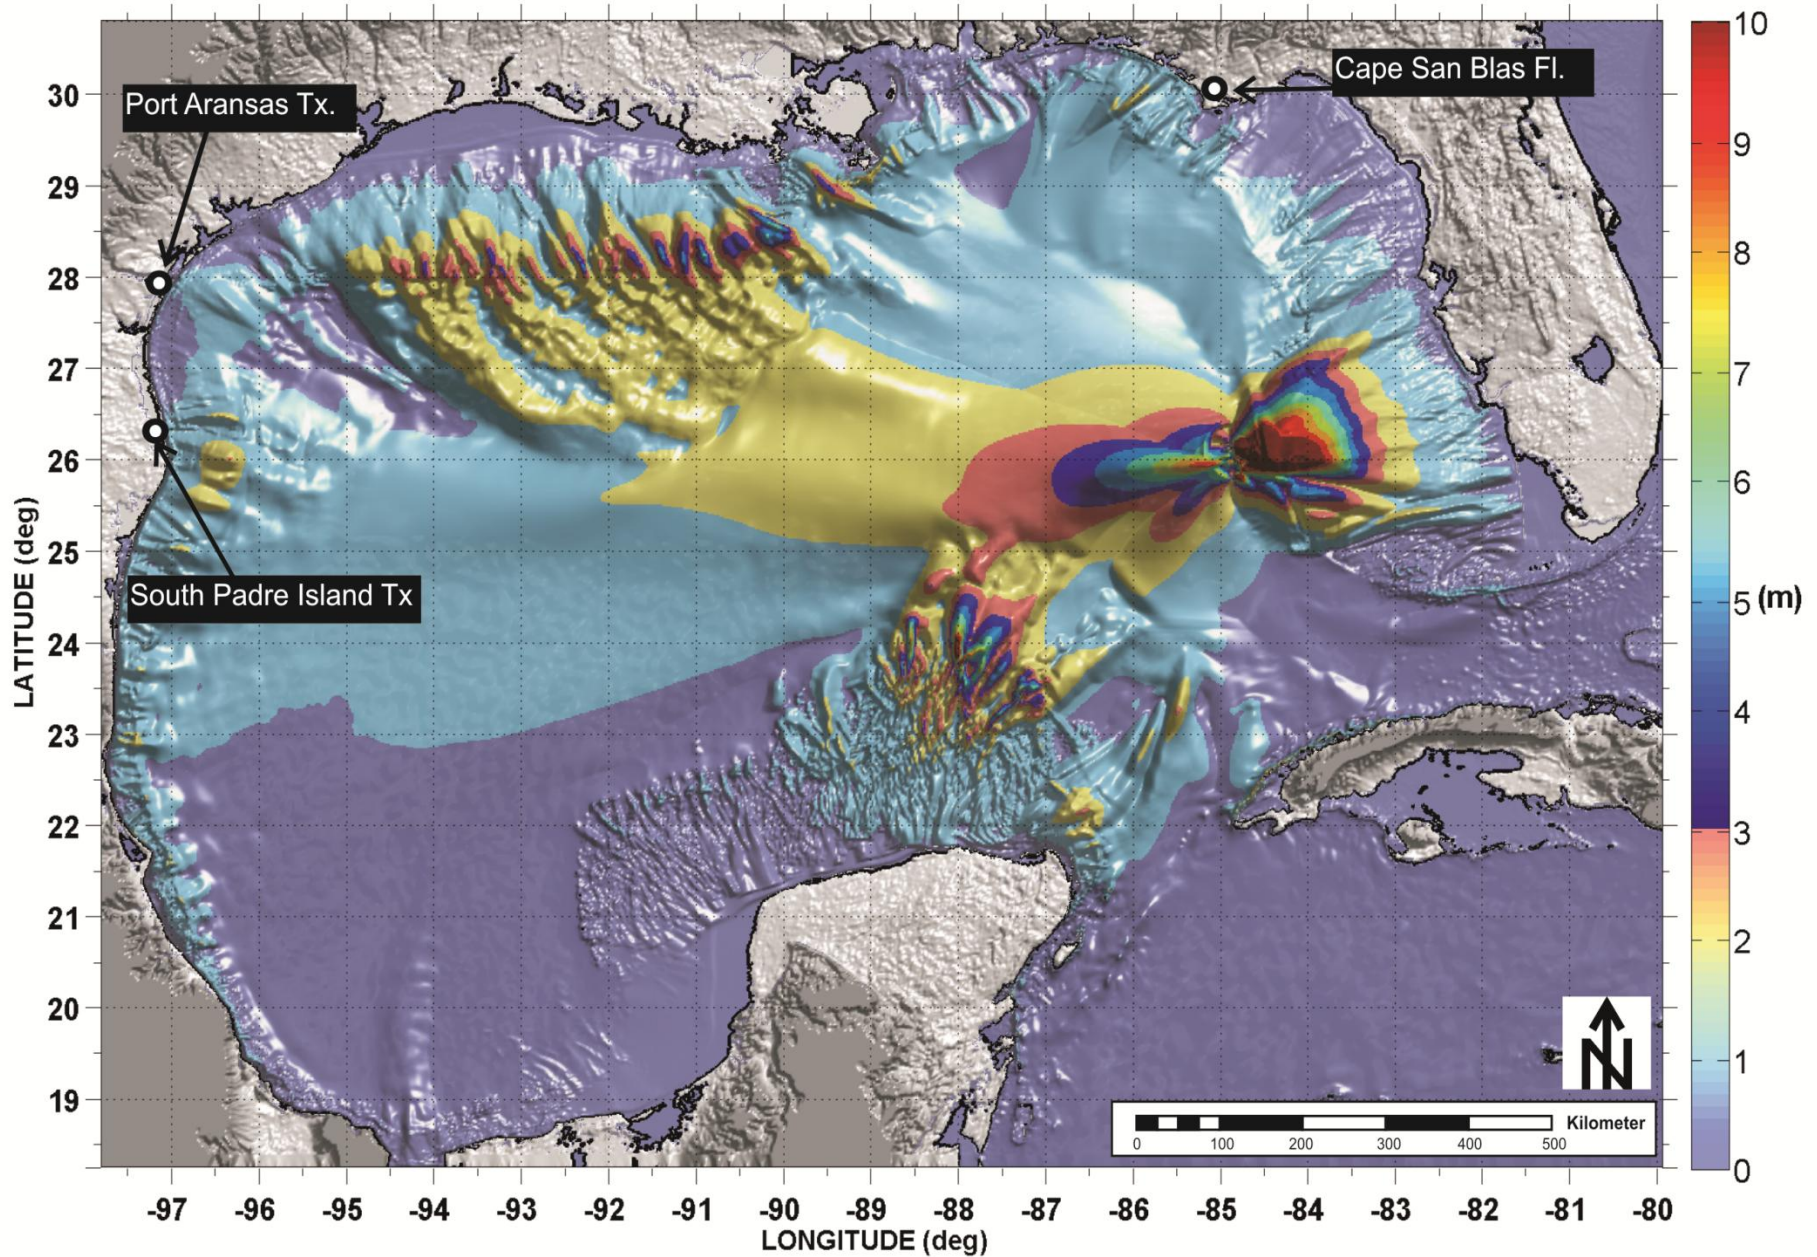 Port Aransas Tx.
Cape San Blas Fl.
South Padre Island Tx
LATITUDE (deg)
30
29
28
27
26
25
24
23
22
21
20
19
-97 -96 -95 -94 -93 -92 -91 -90 -89 -88 -87 -86 -85 -84 -83 -82 -81 -80
LONGITUDE (deg)
N
Kilometer
0 100 200 300 400 500
10
9
8
7
6
5 (m)
4
3
2
1
0